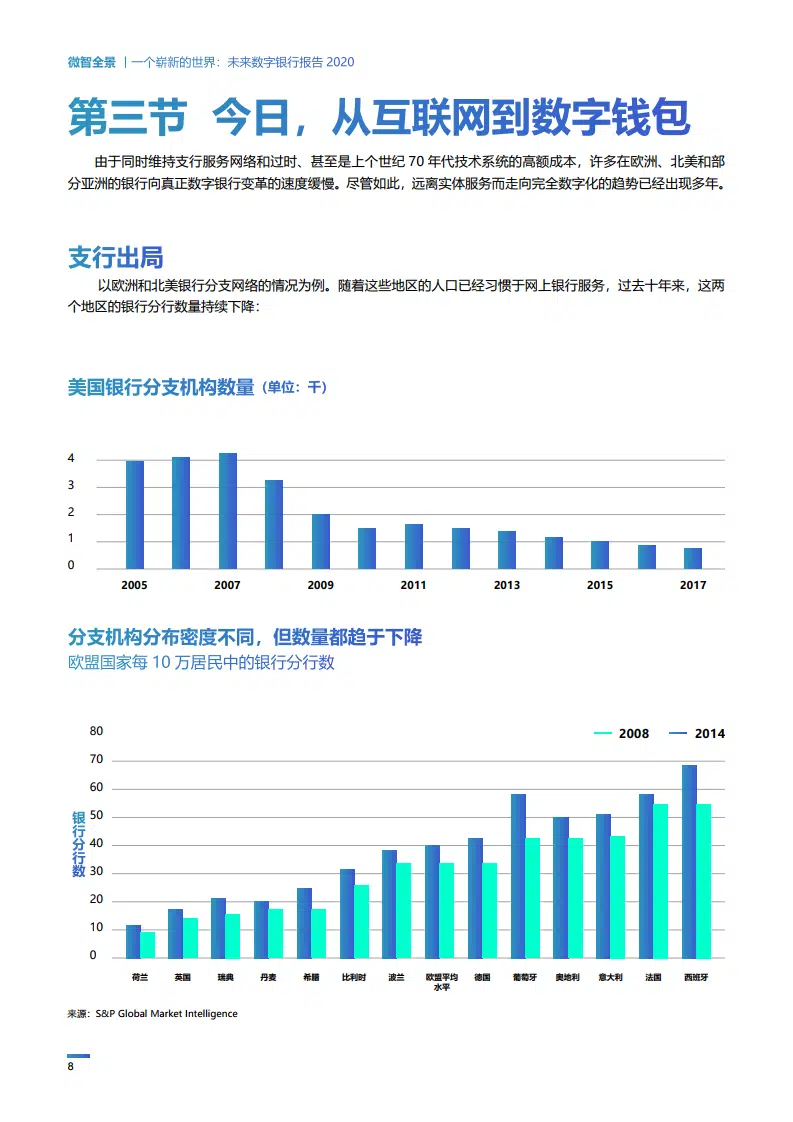 微智全景 | 一个崭新的世界：未来数字银行报告 2020
第三节 今日，从互联网到数字钱包
由于同时维持支行服务网络和过时、甚至是上个世纪 70 年代技术系统的高额成本，许多在欧洲、北美和部
分亚洲的银行向真正数字银行变革的速度缓慢。尽管如此，远离实体服务而走向完全数字化的趋势已经出现多年。
支行出局
以欧洲和北美银行分支网络的情况为例。随着这些地区的人口已经习惯于网上银行服务，过去十年来，这两
个地区的银行分行数量持续下降：
美国银行分支机构数量（单位：千）
4
3
2
1
0
2005 2007 2009 2011 2013 2015 2017
分支机构分布密度不同，但数量都趋于下降
欧盟国家每 10 万居民中的银行分行数
2008 2014
银行分行数
80
70
60
50
40
30
20
10
0
荷兰 英国 瑞典 丹麦 希腊 比利时 波兰 欧盟平均 德国 葡萄牙 奥地利 意大利 法国 西班牙
水平
来源：S&P Global Market Intelligence
8